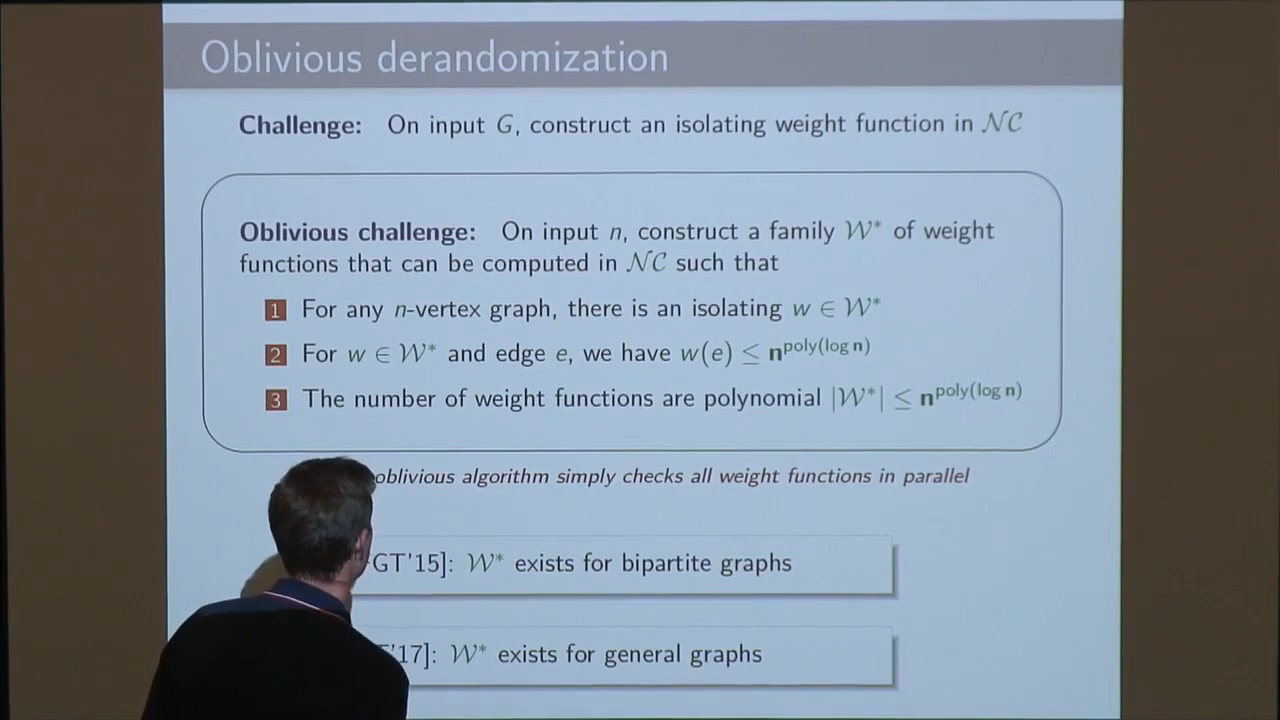 Oblivious derandomization
Challenge: On input G, construct an isolating weight function in 𝒩𝒞
Oblivious challenge: On input n, construct a family 𝒲* of weight
functions that can be computed in 𝒩𝒞 such that
1 For any n-vertex graph, there is an isolating w ∈ 𝒲*
2 For w ∈ 𝒲* and edge e, we have w(e) ≤ n^poly(log n)
3 The number of weight functions are polynomial |𝒲*| ≤ n^poly(log n)
oblivious algorithm simply checks all weight functions in parallel
GT'15]: 𝒲* exists for bipartite graphs
'17]: 𝒲* exists for general graphs